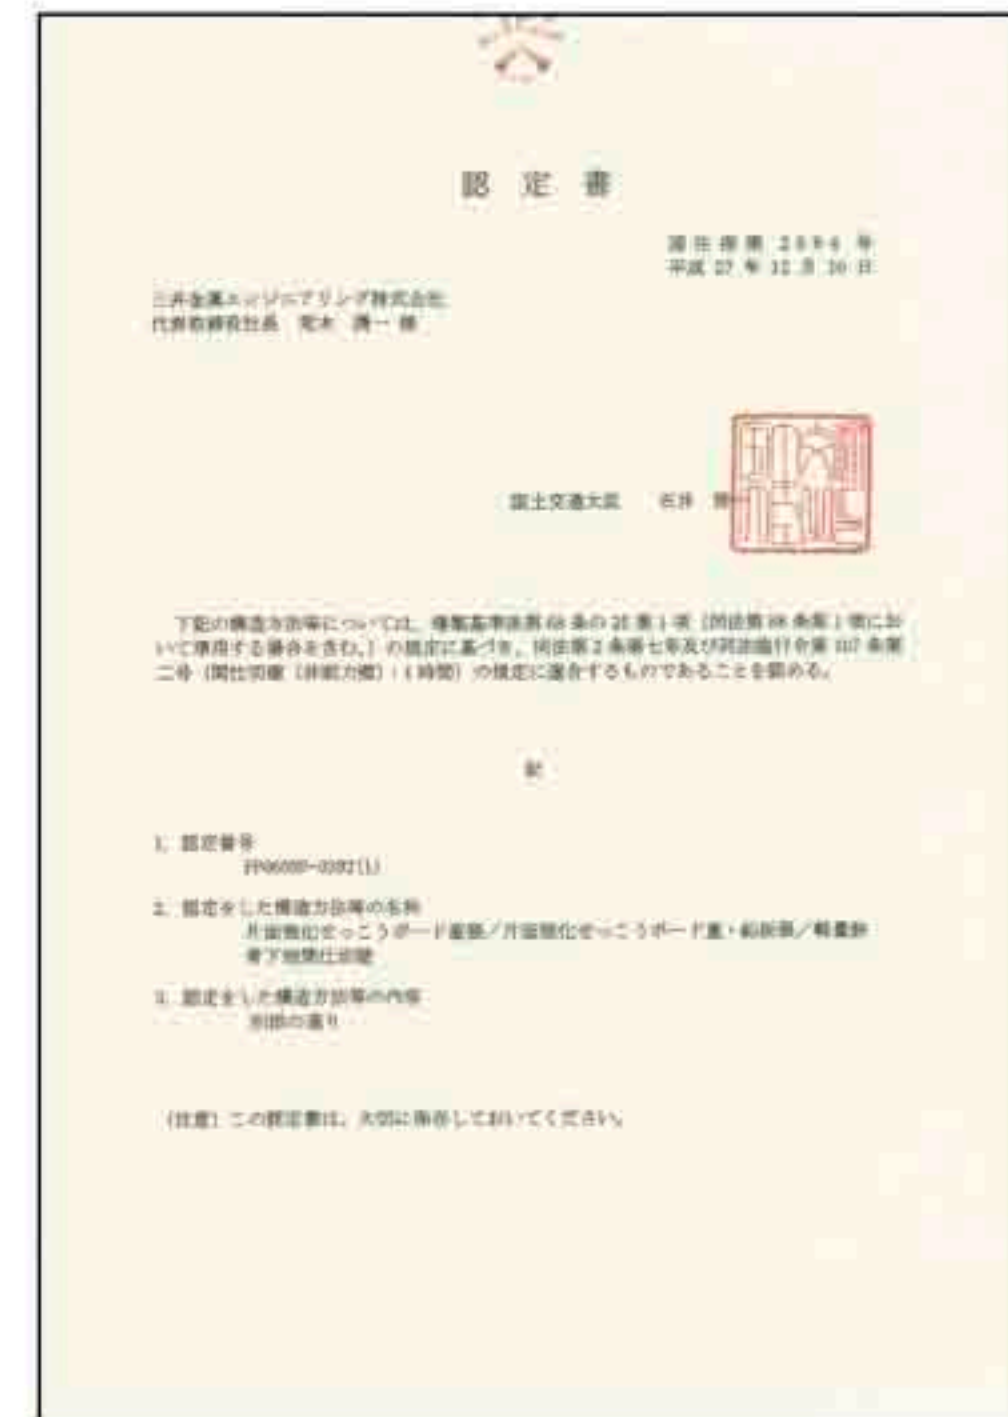 認定書
国住指第 2894 号
平成 27 年 12 月 10 日
三井金属エンジニアリング株式会社
代表取締役社長
国土交通大臣 石井
下記の構造方法等については、建築基準法第 68 条の 25 第 1 項（同法第 88 条第 1 項にお
いて準用する場合を含む。）の規定に基づき、同法第 2 条第七号及び同法施行令第 107 条第
二号（間仕切壁（非耐力壁）：1 時間）の規定に適合するものであることを認める。
記
1. 認定番号
2. 認定をした構造方法等の名称
片面強化せっこうボード重張／片面強化せっこうボード重・鉛板張／軽量鉄
骨下地間仕切壁
3. 認定をした構造方法等の内容
別添の通り
（注意）この認定書は、大切に保存しておいてください。